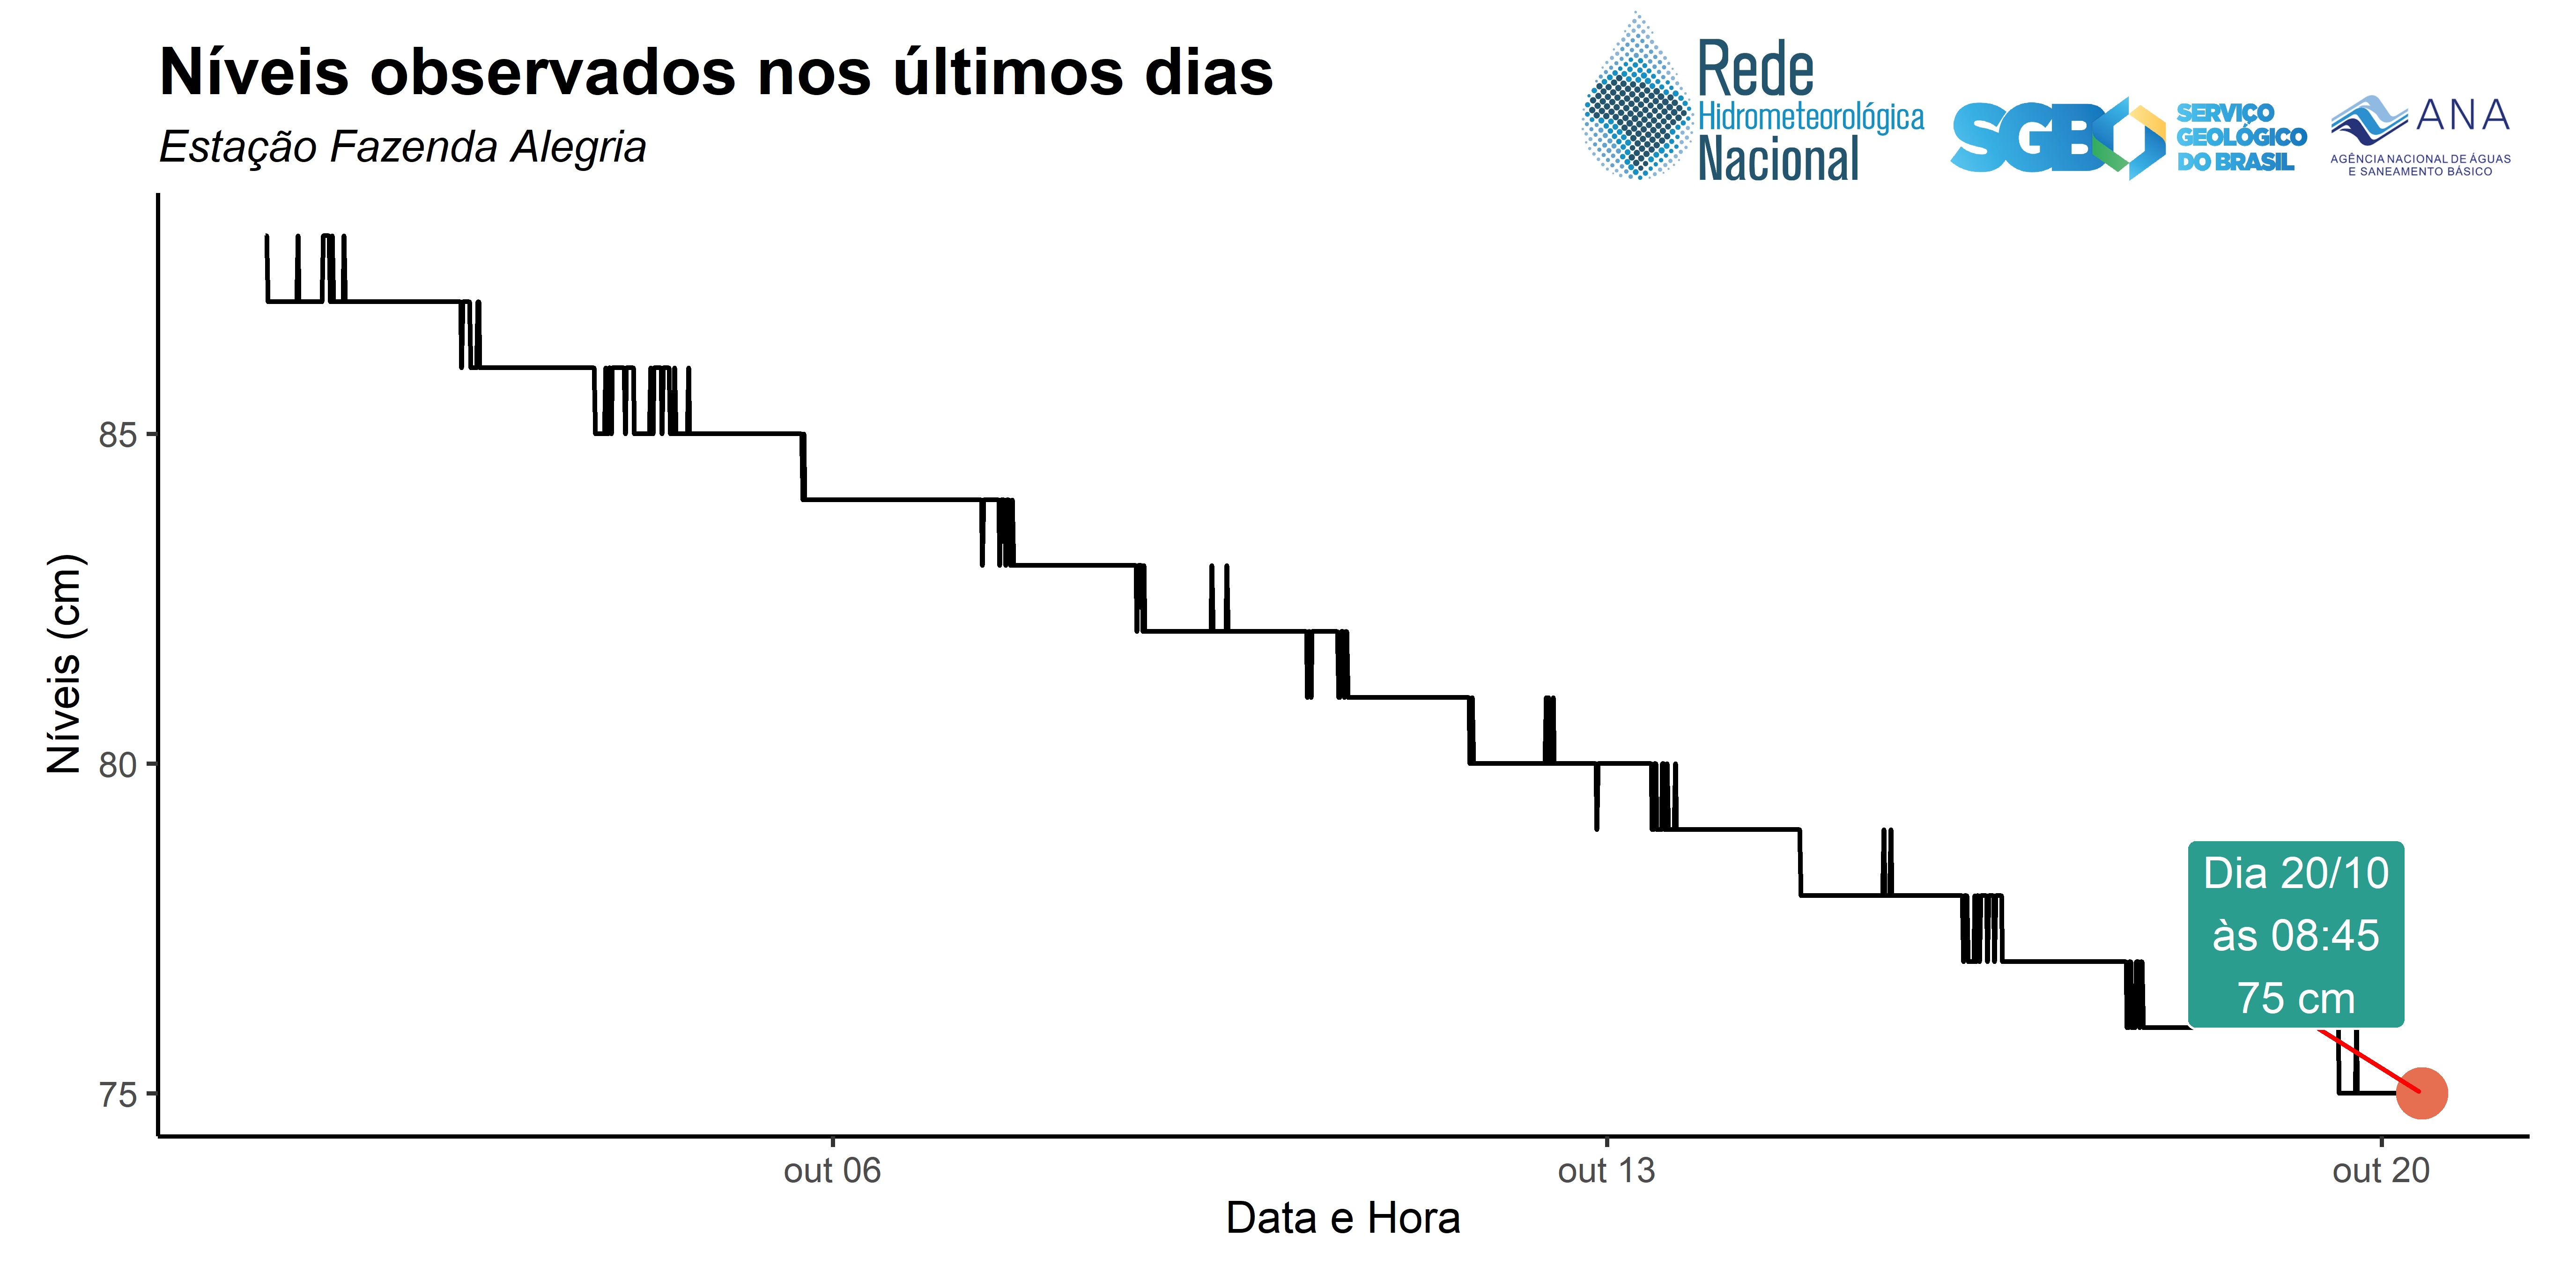 Níveis observados nos últimos dias
Estação Fazenda Alegria
Rede
Hidrometeorológica
Nacional
SGB
SERVIÇO
GEOLÓGICO
DO BRASIL
ANA
AGÊNCIA NACIONAL DE ÁGUAS
E SANEAMENTO BÁSICO
Níveis (cm)
85
80
75
Dia 20/10
às 08:45
75 cm
out 06
out 13
out 20
Data e Hora